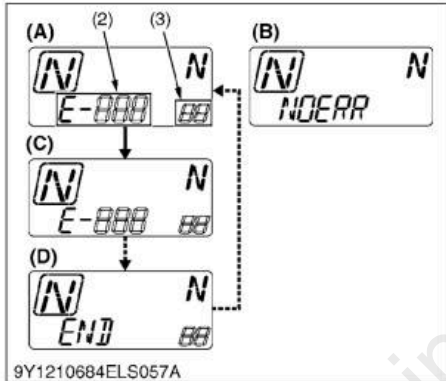 (A) (2) (3) (B)
N N N N
E-888 88 NOERR
(C)
N N
E-888 88
(D)
N N
END 88
9Y1210684ELS057A